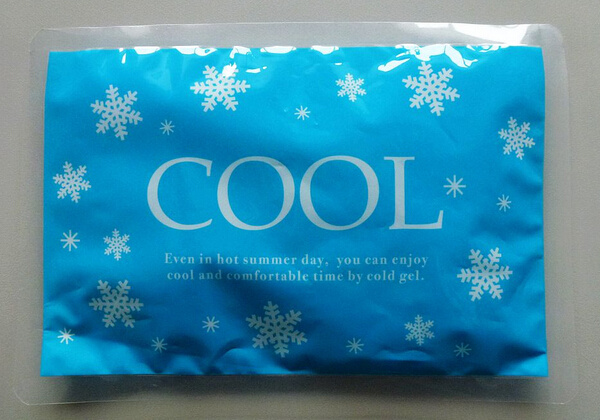 COOL
Even in hot summer day, you can enjoy
cool and comfortable time by cold gel.